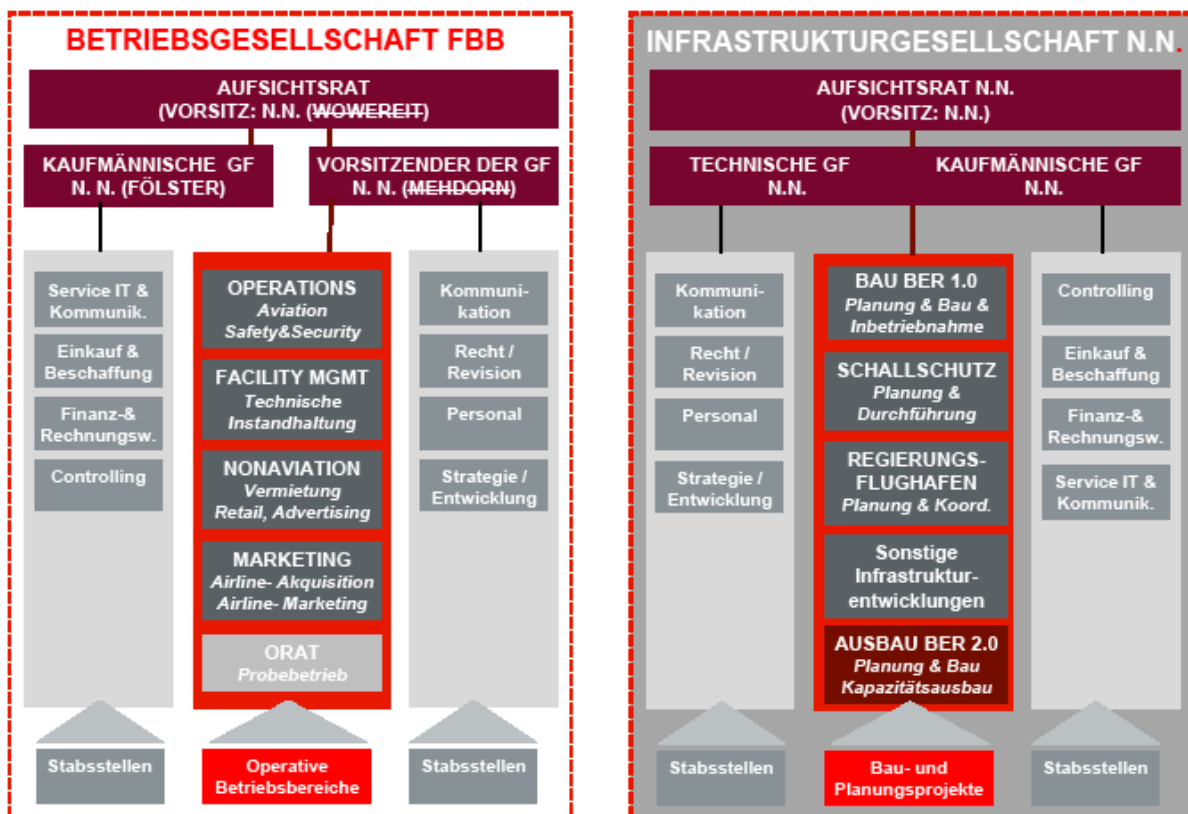 BETRIEBSGESELLSCHAFT FBB
AUFSICHTSRAT
(VORSITZ: N.N. (WOWEREIT)
KAUFMÄNNISCHE GF
N. N. (FÖLSTER)
VORSITZENDER DER GF
N. N. (MEHDORN)
Service IT &
Kommunik.
Einkauf &
Beschaffung
Finanz-&
Rechnungsw.
Controlling
OPERATIONS
Aviation
Safety&Security
FACILITY MGMT
Technische
Instandhaltung
NONAVIATION
Vermietung
Retail, Advertising
MARKETING
Airline- Akquisition
Airline- Marketing
ORAT
Probebetrieb
Kommuni-
kation
Recht /
Revision
Personal
Strategie /
Entwicklung
Stabsstellen
Operative
Betriebsbereiche
Stabsstellen
INFRASTRUKTURGESELLSCHAFT N.N.
AUFSICHTSRAT N.N.
(VORSITZ: N.N.)
TECHNISCHE GF
N.N.
KAUFMÄNNISCHE GF
N.N.
Kommuni-
kation
Recht /
Revision
Personal
Strategie /
Entwicklung
BAU BER 1.0
Planung & Bau &
Inbetriebnahme
SCHALLSCHUTZ
Planung &
Durchführung
REGIERUNGS-
FLUGHAFEN
Planung & Koord.
Sonstige
Infrastruktur-
entwicklungen
AUSBAU BER 2.0
Planung & Bau
Kapazitätsausbau
Controlling
Einkauf &
Beschaffung
Finanz-&
Rechnungsw.
Service IT &
Kommunik.
Stabsstellen
Bau- und
Planungsprojekte
Stabsstellen